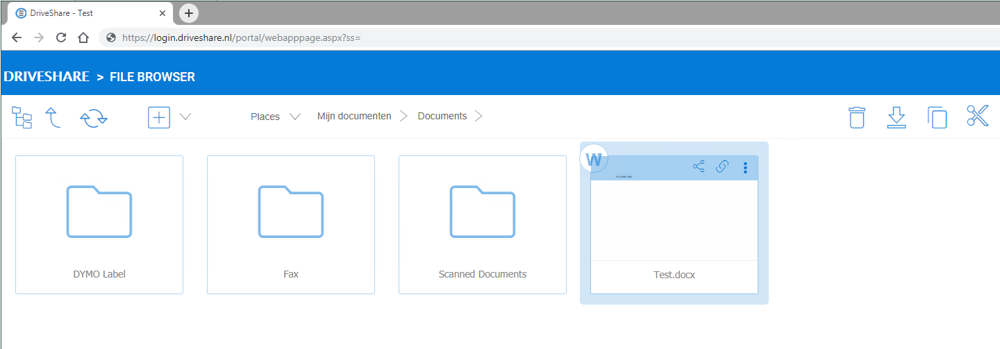 DriveShare - Test
https://login.driveshare.nl/portal/webapppage.aspx?ss=
DRIVESHARE > FILE BROWSER
Places Mijn documenten Documents
W
DYMO Label Fax Scanned Documents Test.docx